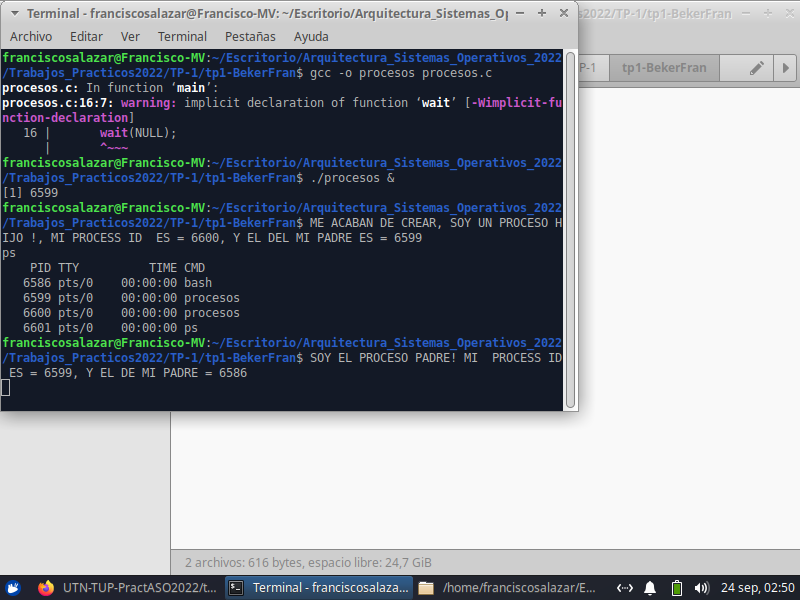 Terminal - franciscosalazar@Francisco-MV: ~/Escritorio/Arquitectura_Sistemas_Op
s2022/TP-1/tp1-BekerFran
Archivo Editar Ver Terminal Pestañas Ayuda
P-1 tp1-BekerFran
franciscosalazar@Francisco-MV:~/Escritorio/Arquitectura_Sistemas_Operativos_2022
/Trabajos_Practicos2022/TP-1/tp1-BekerFran$ gcc -o procesos procesos.c
procesos.c: In function ‘main’:
procesos.c:16:7: warning: implicit declaration of function ‘wait’ [-Wimplicit-fu
nction-declaration]
16 | wait(NULL);
| ^~~~
franciscosalazar@Francisco-MV:~/Escritorio/Arquitectura_Sistemas_Operativos_2022
/Trabajos_Practicos2022/TP-1/tp1-BekerFran$ ./procesos &
[1] 6599
franciscosalazar@Francisco-MV:~/Escritorio/Arquitectura_Sistemas_Operativos_2022
/Trabajos_Practicos2022/TP-1/tp1-BekerFran$ ME ACABAN DE CREAR, SOY UN PROCESO H
IJO !, MI PROCESS ID  ES = 6600, Y EL DEL MI PADRE ES = 6599
ps
PID TTY TIME CMD
6586 pts/0 00:00:00 bash
6599 pts/0 00:00:00 procesos
6600 pts/0 00:00:00 procesos
6601 pts/0 00:00:00 ps
franciscosalazar@Francisco-MV:~/Escritorio/Arquitectura_Sistemas_Operativos_2022
/Trabajos_Practicos2022/TP-1/tp1-BekerFran$ SOY EL PROCESO PADRE! MI  PROCESS ID
ES = 6599, Y EL DE MI PADRE = 6586
2 archivos: 616 bytes, espacio libre: 24,7 GiB
UTN-TUP-PractASO2022/t... Terminal - franciscosalaza... /home/franciscosalazar/E... 24 sep, 02:50